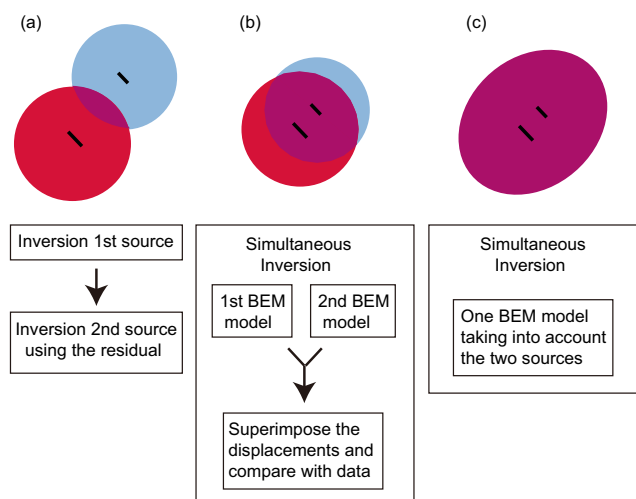 (a)
(b)
(c)
Inversion 1st source
Inversion 2nd source
using the residual
Simultaneous
Inversion
1st BEM
model
2nd BEM
model
Superimpose the
displacements and
compare with data
Simultaneous
Inversion
One BEM model
taking into account
the two sources